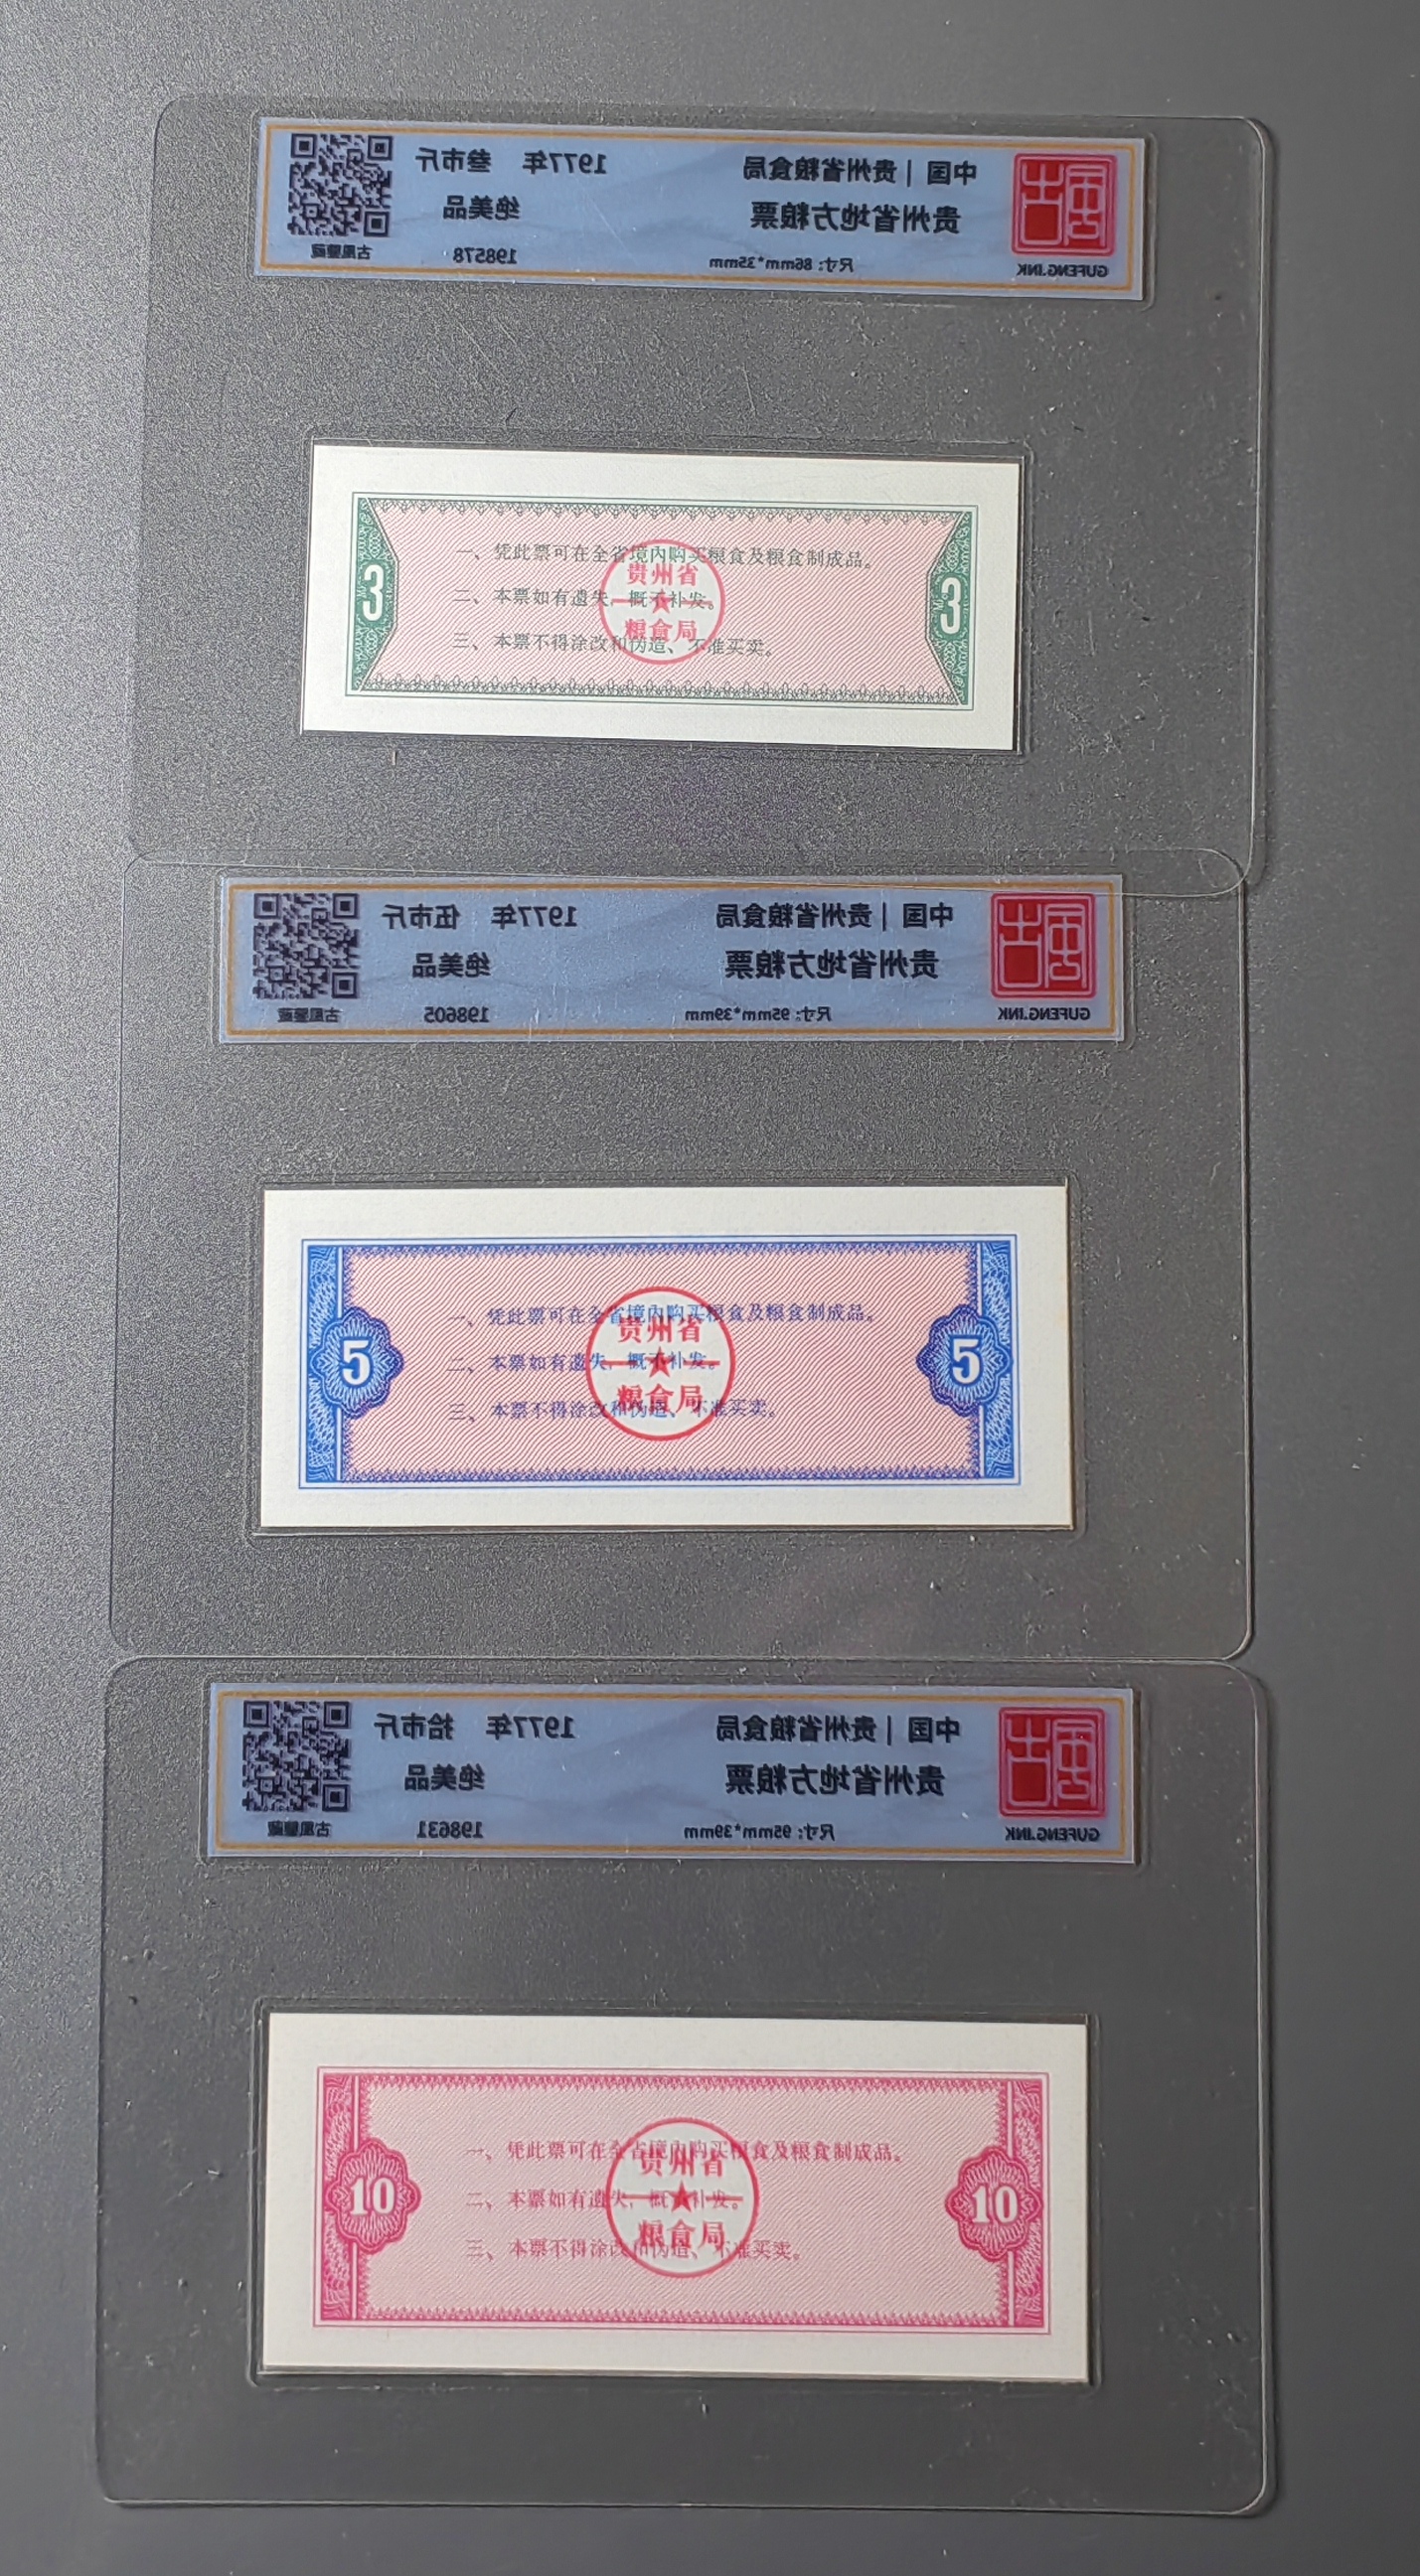 中国 | 贵州省粮食局
1977年 叁市斤
贵州省地方粮票
绝美品
尺寸: 86mm*35mm
198578
GUFENG.INK
古風鑒藏
一、凭此票可在全省境内购买粮食及粮食制成品。
二、本票如有遗失，概不补发。
三、本票不得涂改和伪造、不准买卖。
贵州省
粮食局
3
3
中国 | 贵州省粮食局
1977年 伍市斤
贵州省地方粮票
绝美品
尺寸: 95mm*39mm
198605
GUFENG.INK
古風鑒藏
一、凭此票可在全省境内购买粮食及粮食制成品。
二、本票如有遗失，概不补发。
三、本票不得涂改和伪造、不准买卖。
贵州省
粮食局
5
5
中国 | 贵州省粮食局
1977年 拾市斤
贵州省地方粮票
绝美品
尺寸: 95mm*39mm
198631
GUFENG.INK
古風鑒藏
一、凭此票可在全省境内购买粮食及粮食制成品。
二、本票如有遗失，概不补发。
三、本票不得涂改和伪造、不准买卖。
贵州省
粮食局
10
10